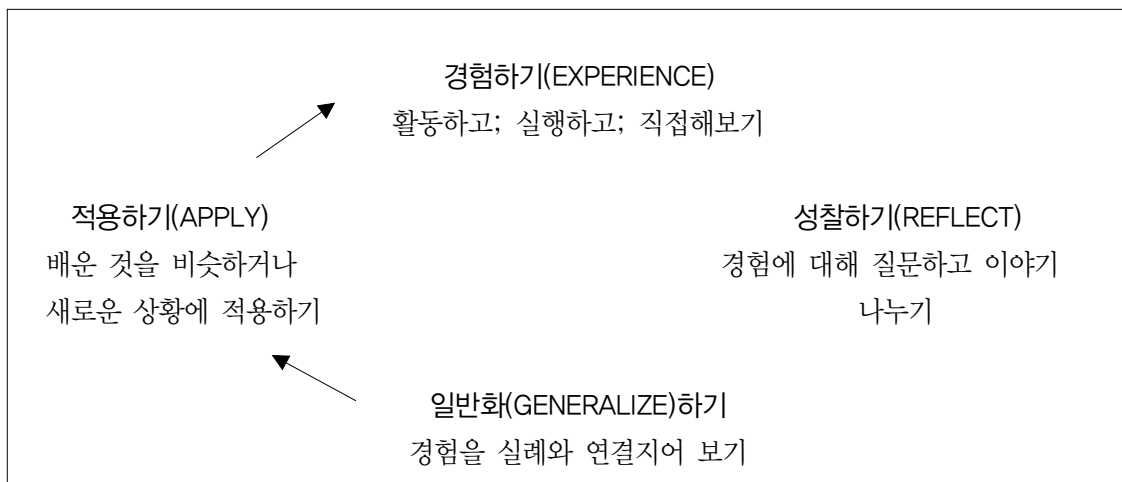 경험하기(EXPERIENCE)
활동하고; 실행하고; 직접해보기
적용하기(APPLY)
배운 것을 비슷하거나
새로운 상황에 적용하기
성찰하기(REFLECT)
경험에 대해 질문하고 이야기
나누기
일반화(GENERALIZE)하기
경험을 실례와 연결지어 보기